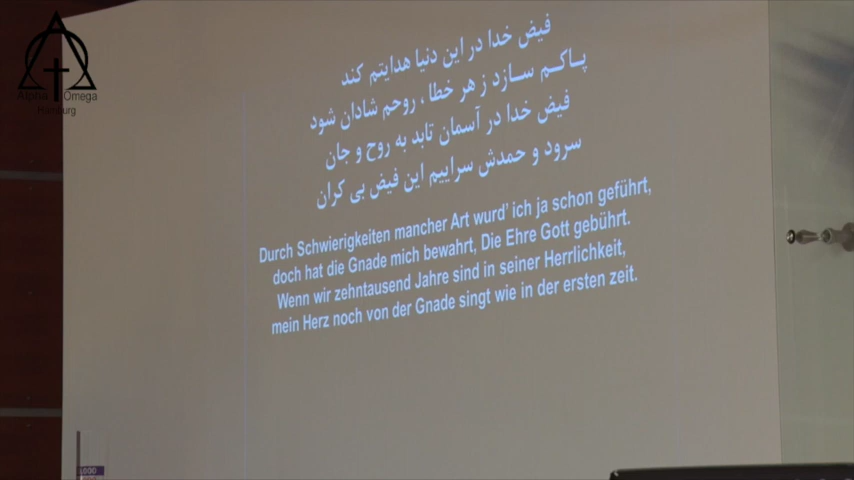 Alpha Omega
Hamburg
فیض خدا در این دنیا هدایتم کند
پاکم سازد ز هر خطا ، روحم شادان شود
فیض خدا در آسمان تابد به روح و جان
سرود و حمدش سراییم این فیض بی کران
Durch Schwierigkeiten mancher Art wurd' ich ja schon geführt,
doch hat die Gnade mich bewahrt, Die Ehre Gott gebührt.
Wenn wir zehntausend Jahre sind in seiner Herrlichkeit,
mein Herz noch von der Gnade singt wie in der ersten zeit.